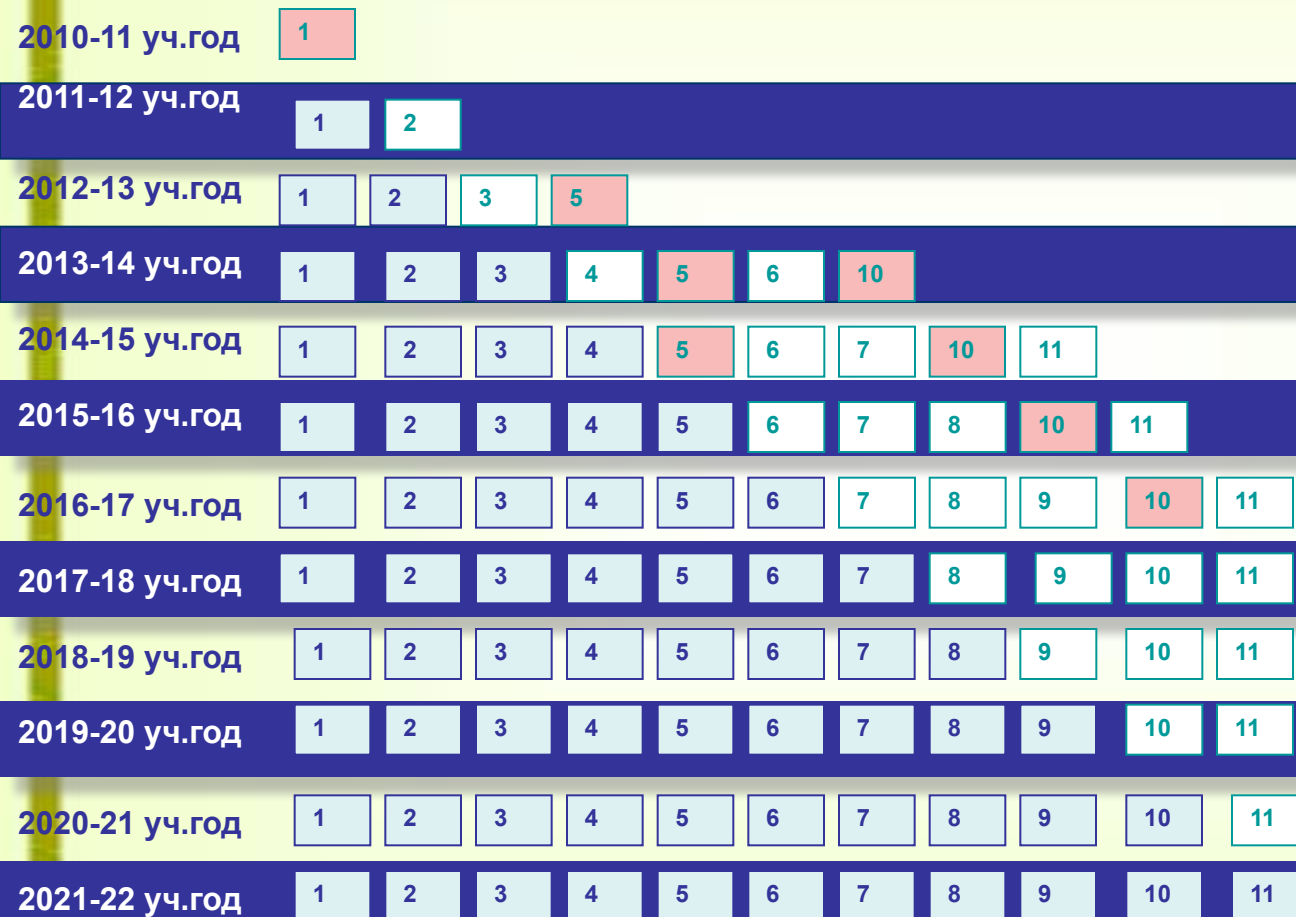 2010-11 уч.год 1
2011-12 уч.год 1 2
2012-13 уч.год 1 2 3 5
2013-14 уч.год 1 2 3 4 5 6 10
2014-15 уч.год 1 2 3 4 5 6 7 10 11
2015-16 уч.год 1 2 3 4 5 6 7 8 10 11
2016-17 уч.год 1 2 3 4 5 6 7 8 9 10 11
2017-18 уч.год 1 2 3 4 5 6 7 8 9 10 11
2018-19 уч.год 1 2 3 4 5 6 7 8 9 10 11
2019-20 уч.год 1 2 3 4 5 6 7 8 9 10 11
2020-21 уч.год 1 2 3 4 5 6 7 8 9 10 11
2021-22 уч.год 1 2 3 4 5 6 7 8 9 10 11